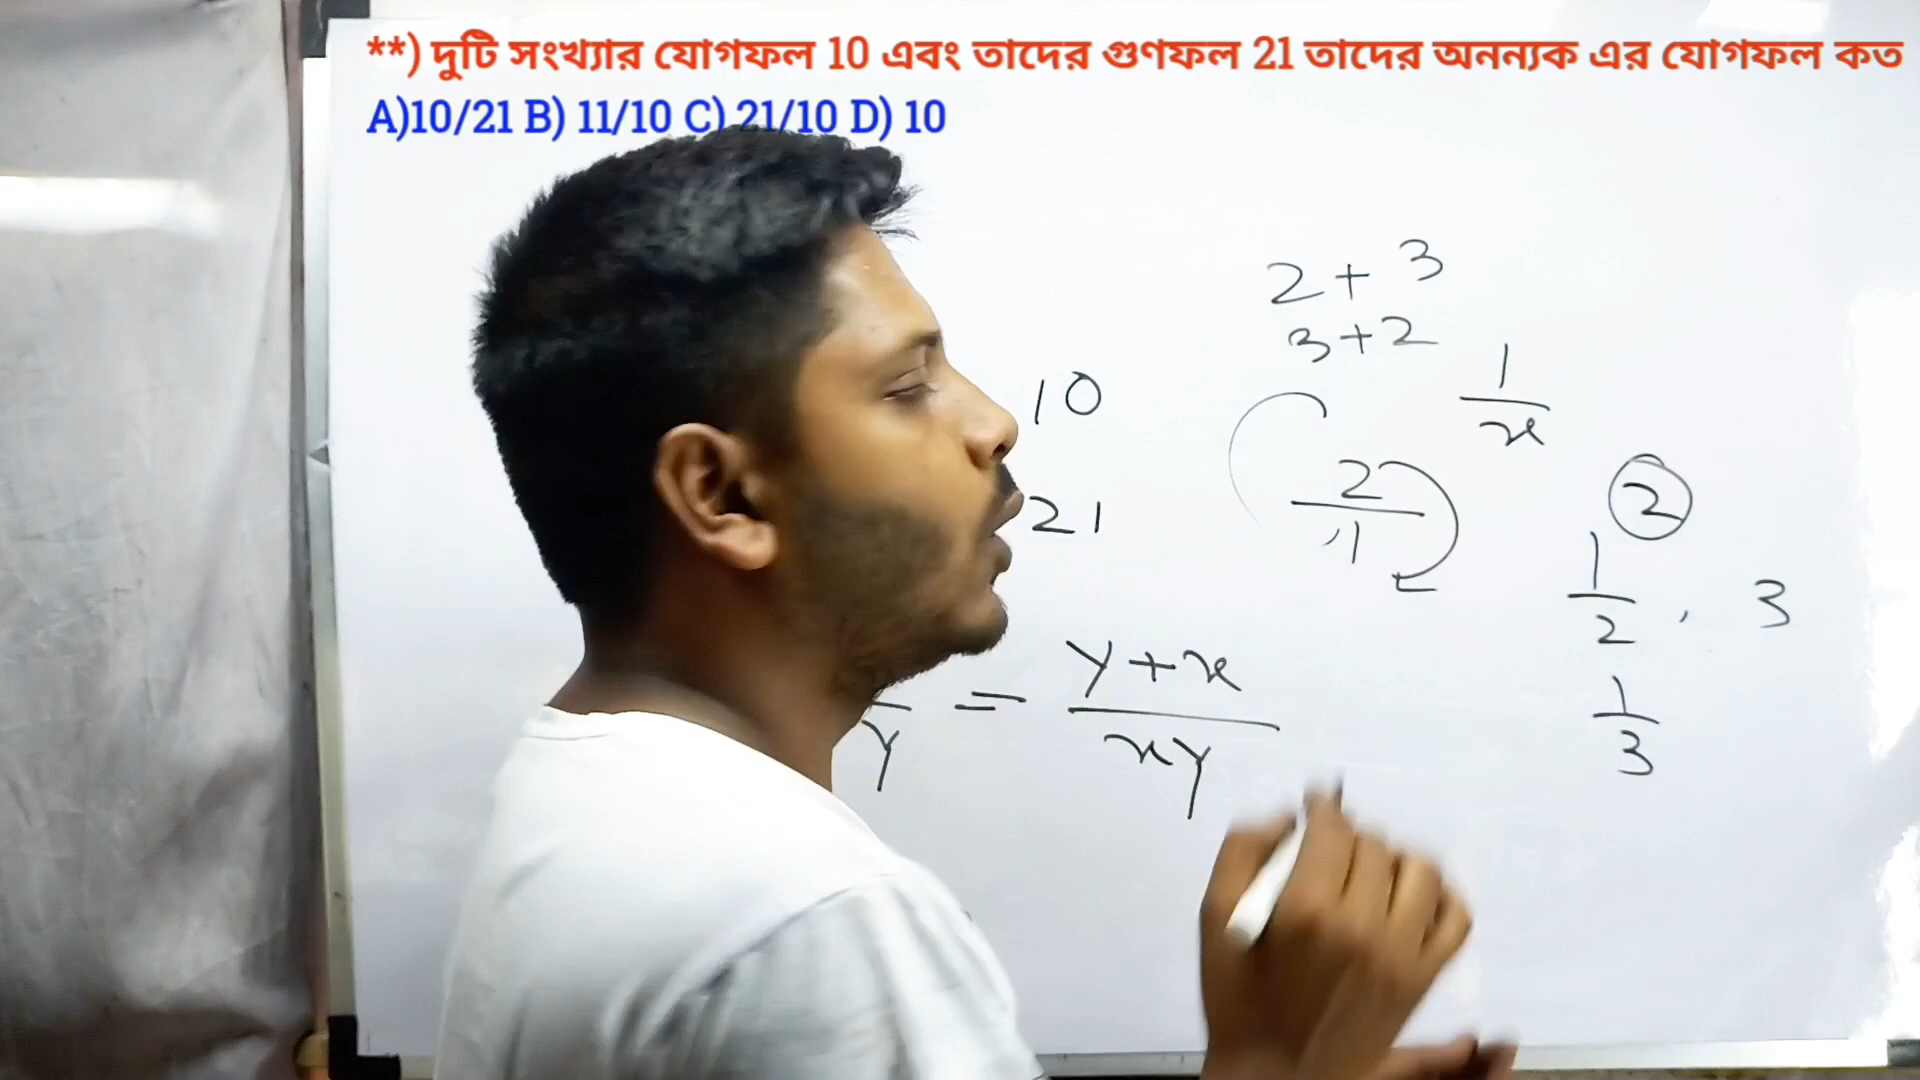 **) দুটি সংখ্যার যোগফল 10 এবং তাদের গুণফল 21 তাদের অনন্যক এর যোগফল কত
A)10/21 B) 11/10 C) 21/10 D) 10
2 + 3
3 + 2
10
1/x
2/1
2
21
1/2 , 3
y = y + x / xy
1/3